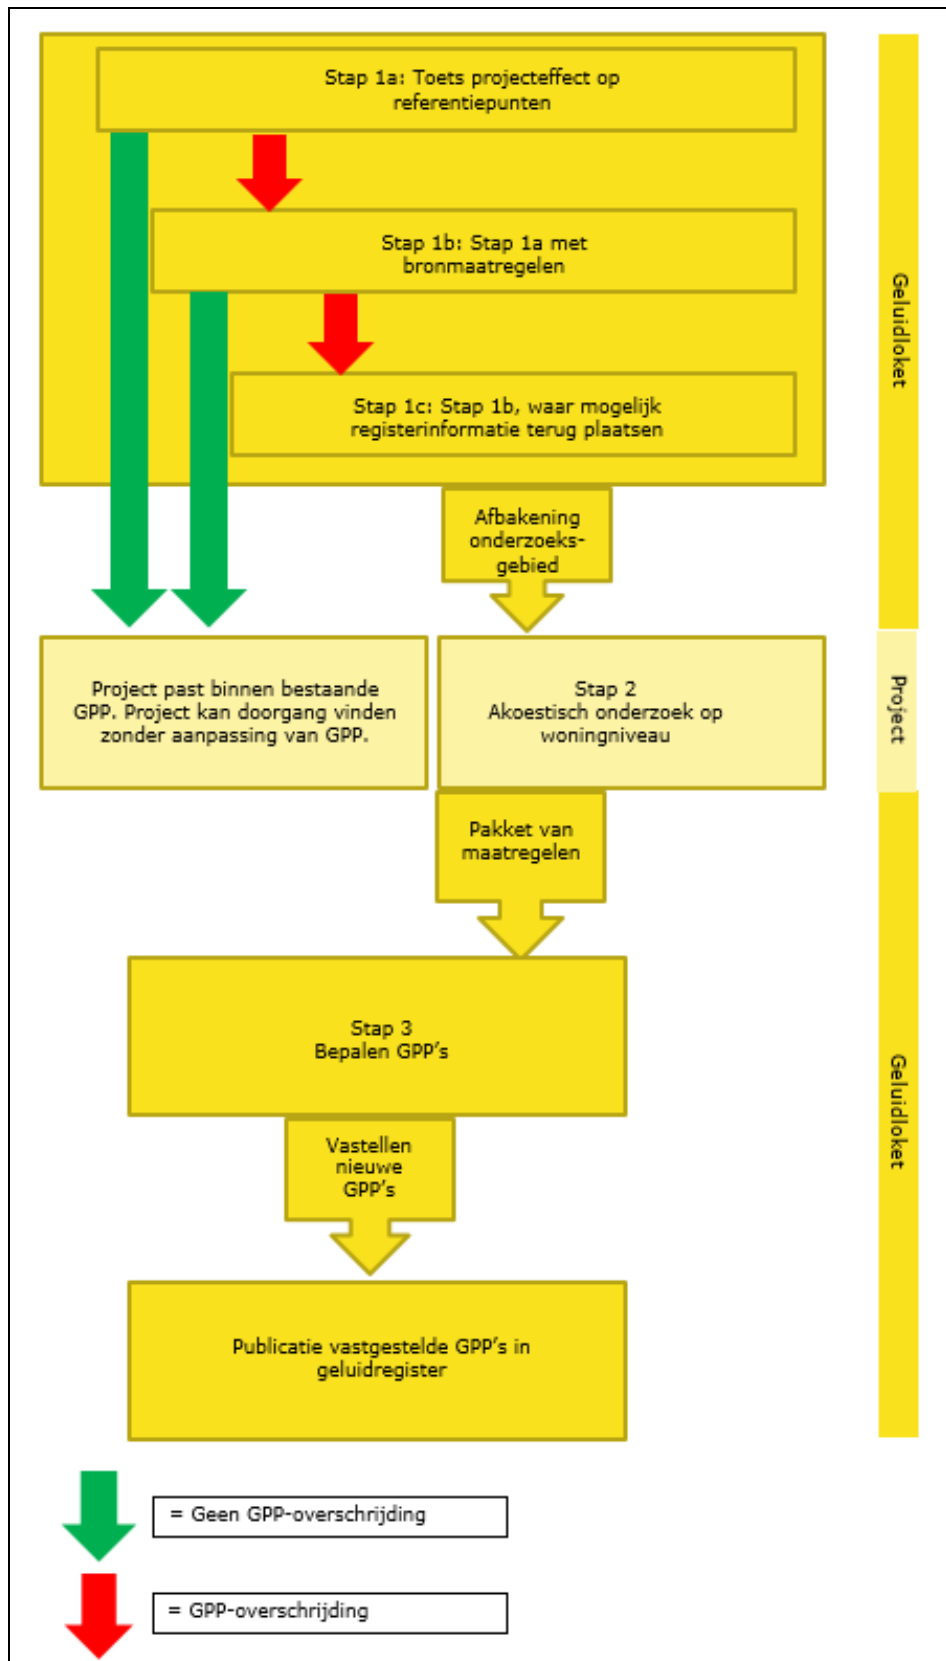 Stap 1a: Toets projecteffect op
referentiepunten
Stap 1b: Stap 1a met
bronmaatregelen
Stap 1c: Stap 1b, waar mogelijk
registerinformatie terug plaatsen
Geluidloket
Afbakening
onderzoeks-
gebied
Project past binnen bestaande
GPP. Project kan doorgang vinden
zonder aanpassing van GPP.
Stap 2
Akoestisch onderzoek op
woningniveau
Project
Pakket van
maatregelen
Stap 3
Bepalen GPP's
Geluidloket
Vastellen
nieuwe
GPP's
Publicatie vastgestelde GPP's in
geluidregister
= Geen GPP-overschrijding
= GPP-overschrijding